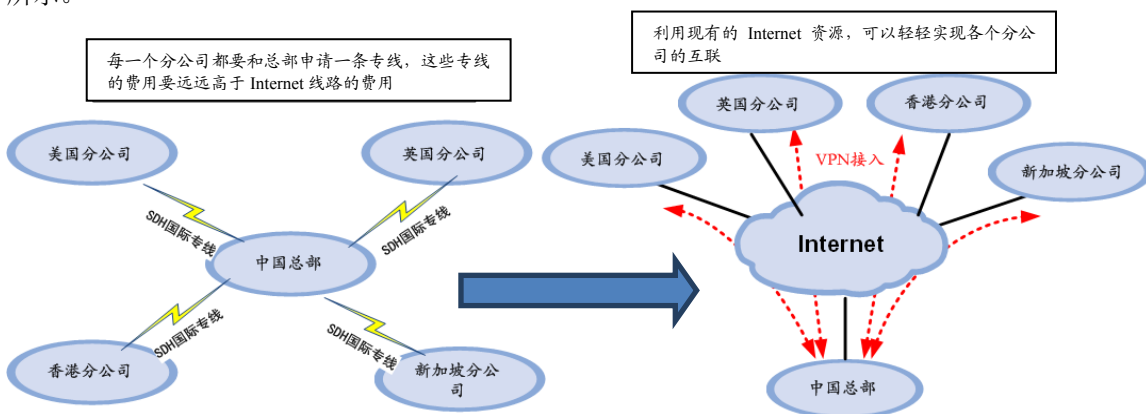 所示。
每一个分公司都要和总部申请一条专线，这些专线
的费用要远远高于 Internet 线路的费用
利用现有的 Internet 资源，可以轻轻实现各个分公
司的互联
美国分公司
英国分公司
SDH国际专线
SDH国际专线
中国总部
SDH国际专线
SDH国际专线
香港分公司
新加坡分公
司
英国分公司
香港分公司
美国分公司
VPN接入
新加坡分公司
Internet
中国总部